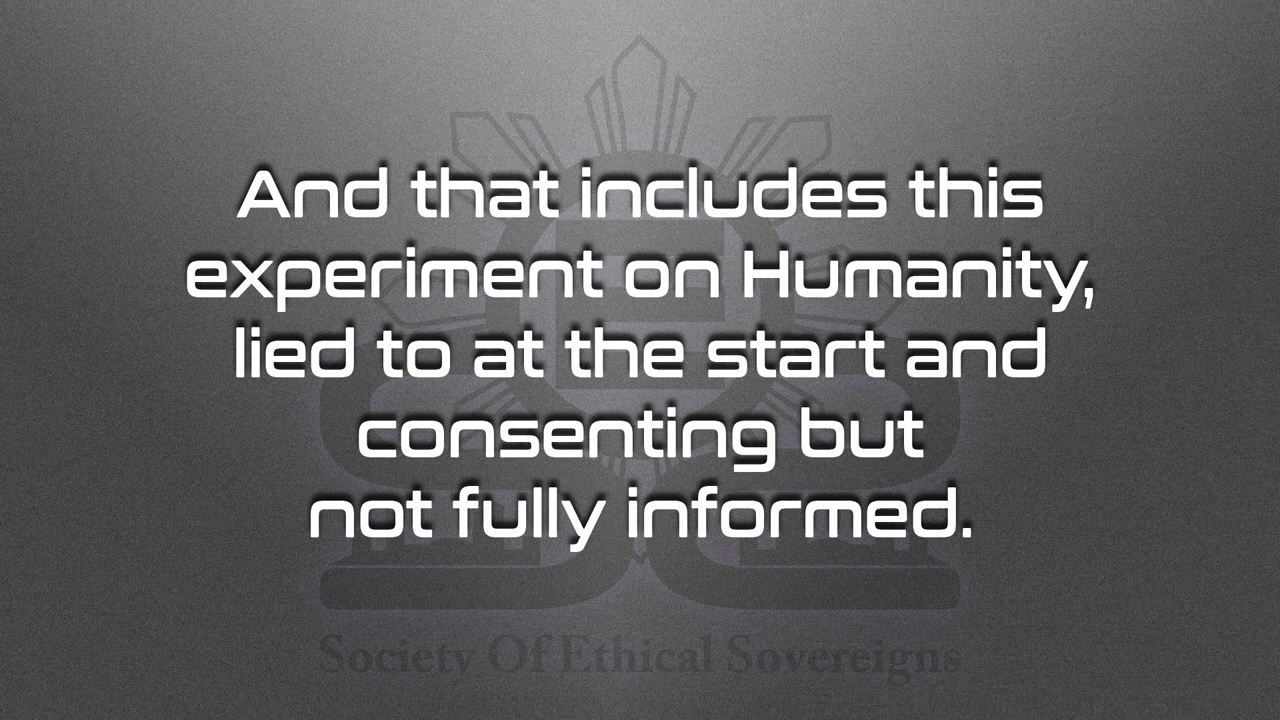 And that includes this
experiment on Humanity,
lied to at the start and
consenting but
not fully informed.
Society Of Ethical Sovereigns